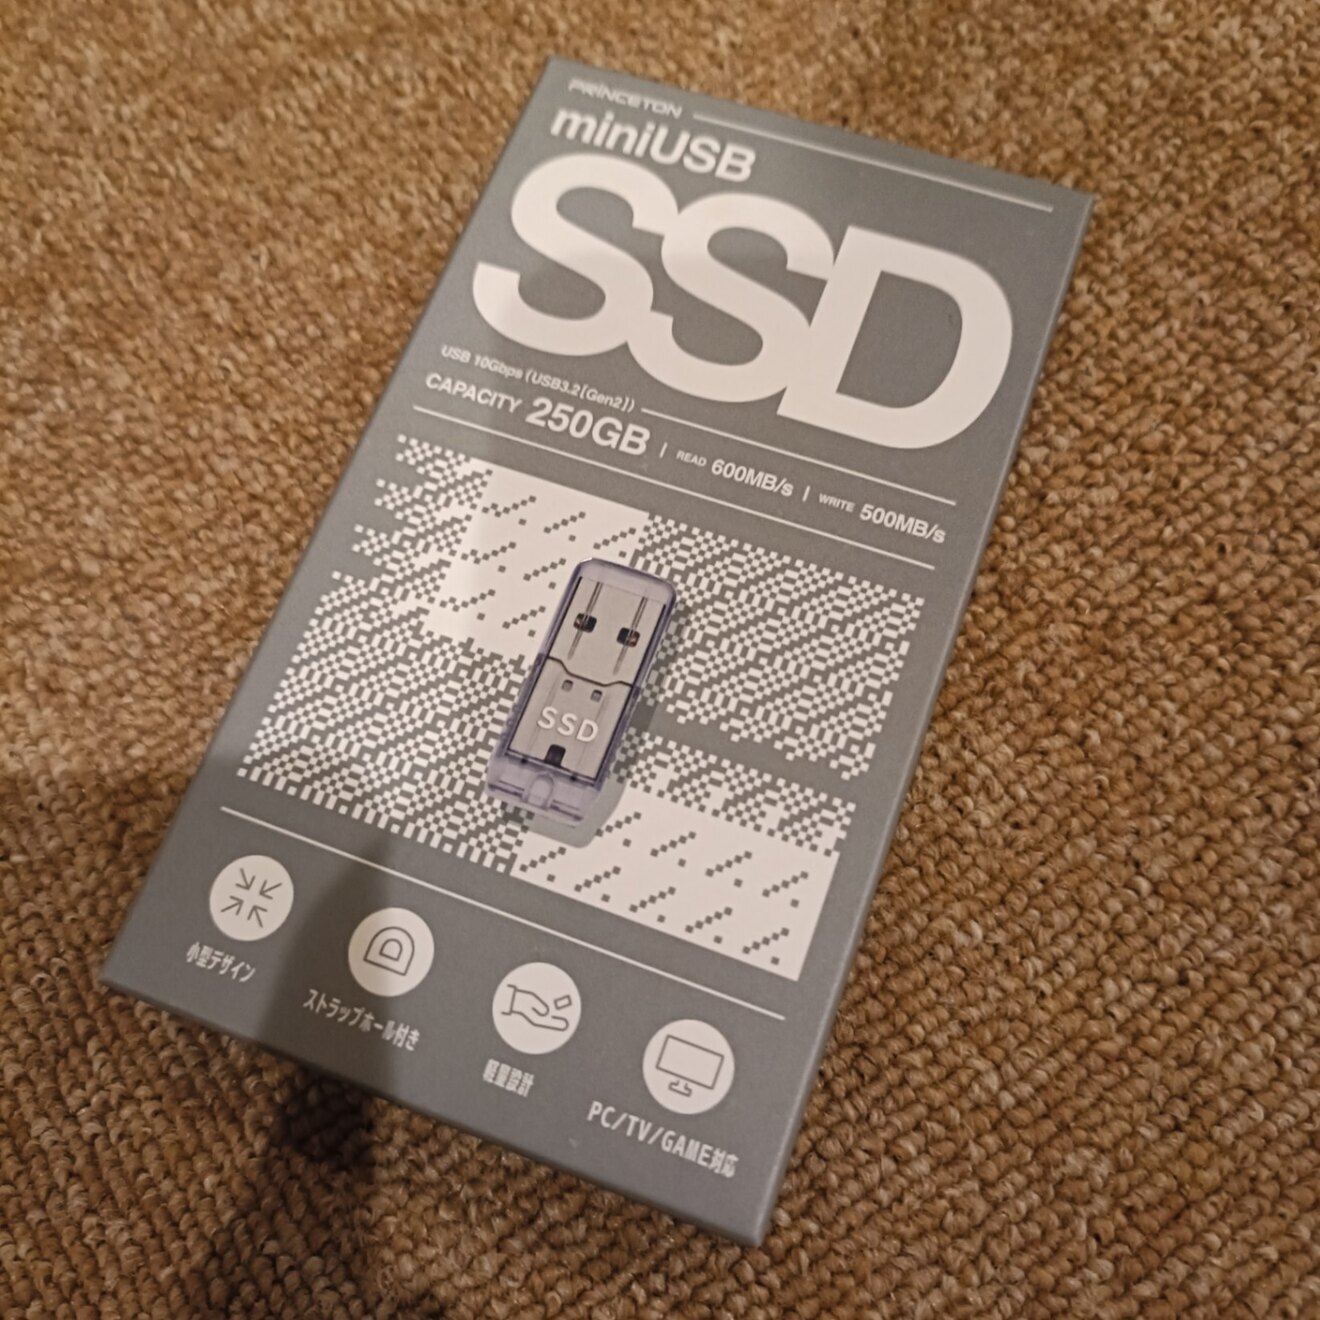 PRINCETON
miniUSB
SSD
USB 10Gbps (USB3.2[Gen2])
CAPACITY 250GB | READ 600MB/s | WRITE 500MB/s
SSD
小型デザイン
ストラップホール付き
軽量設計
PC/TV/GAME対応